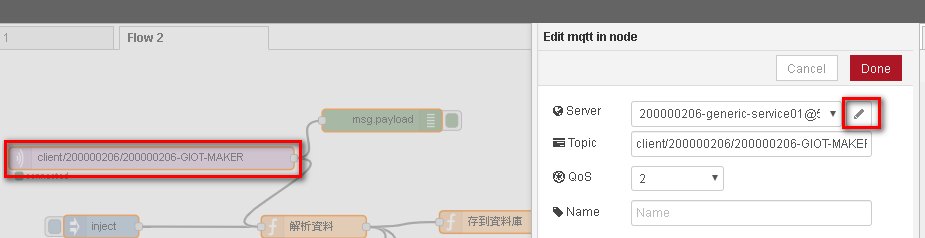 1
Flow 2
Edit mqtt in node
Cancel
Done
msg.payload
client/200000206/200000206-GIOT-MAKER
connected
inject
解析資料
存到資料庫
Server
200000206-generic-service01@
Topic
client/200000206/200000206-GIOT-MAKER
QoS
2
Name
Name